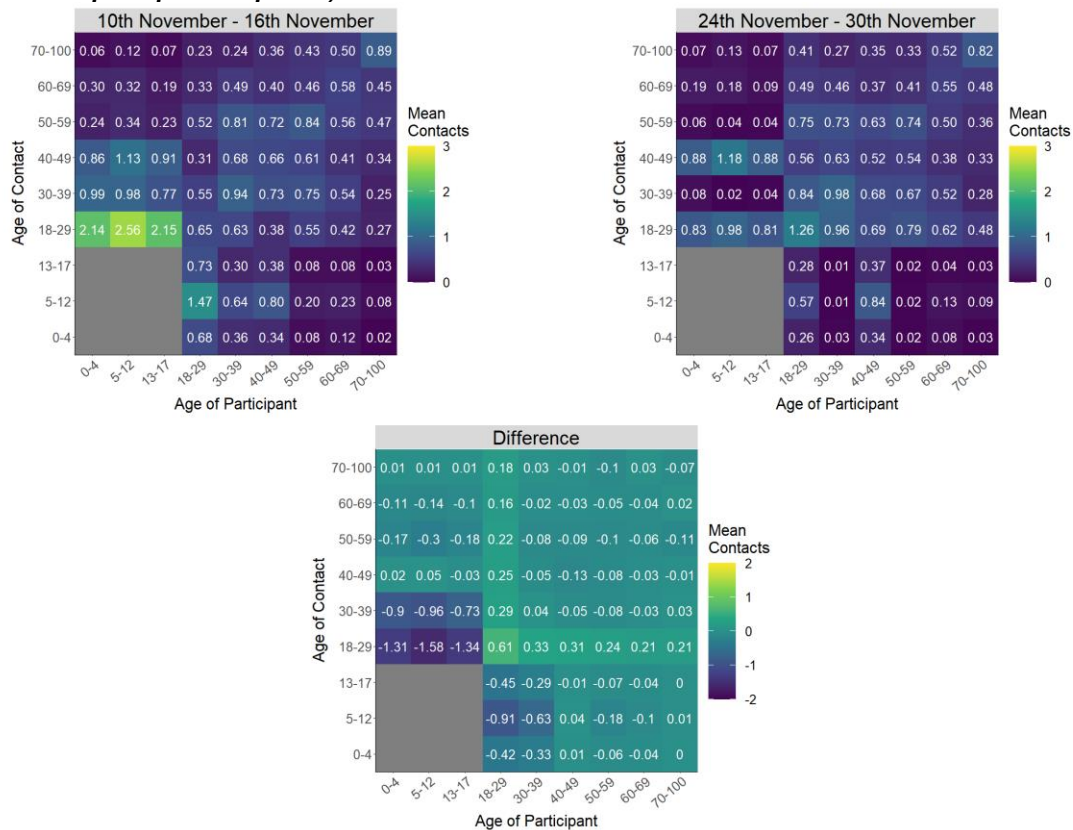 10th November - 16th November
70-100 0.06 0.12 0.07 0.23 0.24 0.36 0.43 0.50 0.89
60-69 0.30 0.32 0.19 0.33 0.49 0.40 0.46 0.58 0.45
50-59 0.24 0.34 0.23 0.52 0.81 0.72 0.84 0.56 0.47
40-49 0.86 1.13 0.91 0.31 0.68 0.66 0.61 0.41 0.34
30-39 0.99 0.98 0.77 0.55 0.94 0.73 0.75 0.54 0.25
18-29 2.14 2.56 2.15 0.65 0.63 0.38 0.55 0.42 0.27
13-17 0.73 0.30 0.38 0.08 0.08 0.03
5-12 1.47 0.64 0.80 0.20 0.23 0.08
0-4 0.68 0.36 0.34 0.08 0.12 0.02
0-4 5-12 13-17 18-29 30-39 40-49 50-59 60-69 70-100
Age of Participant
Age of Contact
Mean
Contacts
3
2
1
0
24th November - 30th November
70-100 0.07 0.13 0.07 0.41 0.27 0.35 0.33 0.52 0.82
60-69 0.19 0.18 0.09 0.49 0.46 0.37 0.41 0.55 0.48
50-59 0.06 0.04 0.04 0.75 0.73 0.63 0.74 0.50 0.36
40-49 0.88 1.18 0.88 0.56 0.63 0.52 0.54 0.38 0.33
30-39 0.08 0.02 0.04 0.84 0.98 0.68 0.67 0.52 0.28
18-29 0.83 0.98 0.81 1.26 0.96 0.69 0.79 0.62 0.48
13-17 0.28 0.01 0.37 0.02 0.04 0.03
5-12 0.57 0.01 0.84 0.02 0.13 0.09
0-4 0.26 0.03 0.34 0.02 0.08 0.03
0-4 5-12 13-17 18-29 30-39 40-49 50-59 60-69 70-100
Age of Participant
Age of Contact
Mean
Contacts
3
2
1
0
Difference
70-100 0.01 0.01 0.01 0.18 0.03 -0.01 -0.1 0.03 -0.07
60-69 -0.11 -0.14 -0.1 0.16 -0.02 -0.03 -0.05 -0.04 0.02
50-59 -0.17 -0.3 -0.18 0.22 -0.08 -0.09 -0.1 -0.06 -0.11
40-49 0.02 0.05 -0.03 0.25 -0.05 -0.13 -0.08 -0.03 -0.01
30-39 -0.9 -0.96 -0.73 0.29 0.04 -0.05 -0.08 -0.03 0.03
18-29 -1.31 -1.58 -1.34 0.61 0.33 0.31 0.24 0.21 0.21
13-17 -0.45 -0.29 -0.01 -0.07 -0.04 0
5-12 -0.91 -0.63 0.04 -0.18 -0.1 0.01
0-4 -0.42 -0.33 0.01 -0.06 -0.04 0
0-4 5-12 13-17 18-29 30-39 40-49 50-59 60-69 70-100
Age of Participant
Age of Contact
Mean
Contacts
2
1
0
-1
-2